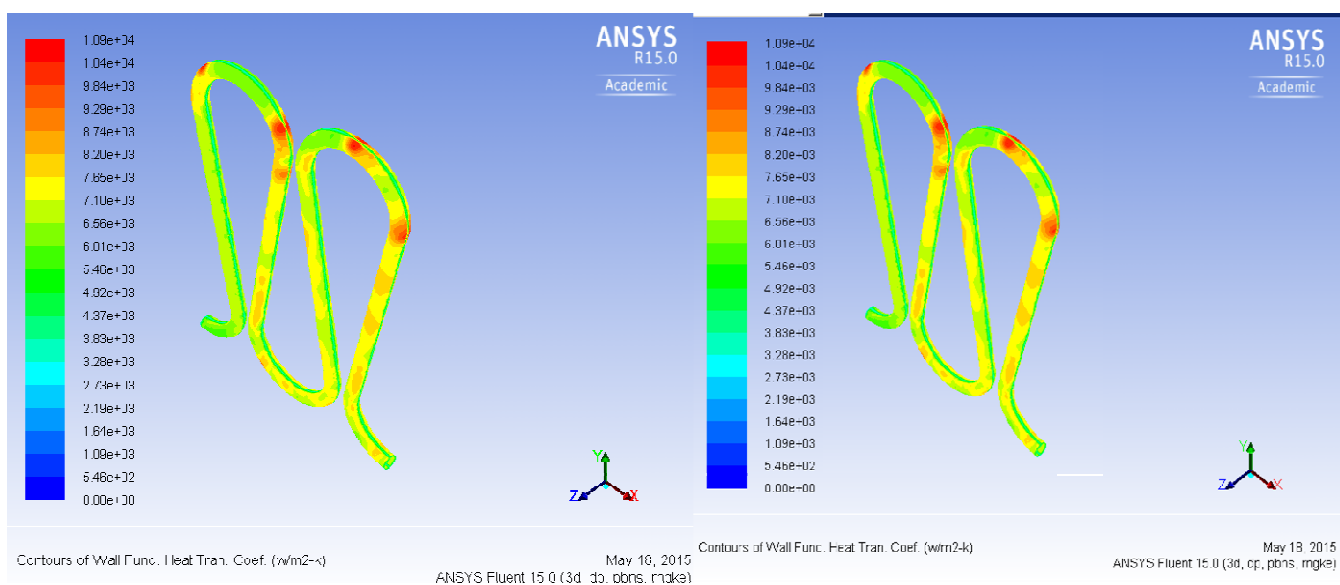 1.09e+04
1.04e+04
9.84e+03
9.29e+03
8.74e+03
8.20e+03
7.65e+03
7.10e+03
6.56e+03
6.01e+03
5.46e+03
4.92e+03
4.37e+03
3.83e+03
3.28e+03
2.73e+03
2.19e+03
1.64e+03
1.09e+03
5.46e+02
0.00e+00
ANSYS
R15.0
Academic
Y
Z
X
Contours of Wall Func. Heat Tran. Coef. (w/m2-k)
May 18, 2015
ANSYS Fluent 15.0 (3d, dp, pbns, rngke)
1.09e+04
1.04e+04
9.84e+03
9.29e+03
8.74e+03
8.20e+03
7.65e+03
7.10e+03
6.56e+03
6.01e+03
5.46e+03
4.92e+03
4.37e+03
3.83e+03
3.28e+03
2.73e+03
2.19e+03
1.64e+03
1.09e+03
5.46e+02
0.00e+00
ANSYS
R15.0
Academic
Y
Z
X
Contours of Wall Func. Heat Tran. Coef. (w/m2-k)
May 18, 2015
ANSYS Fluent 15.0 (3d, dp, pbns, rngke)